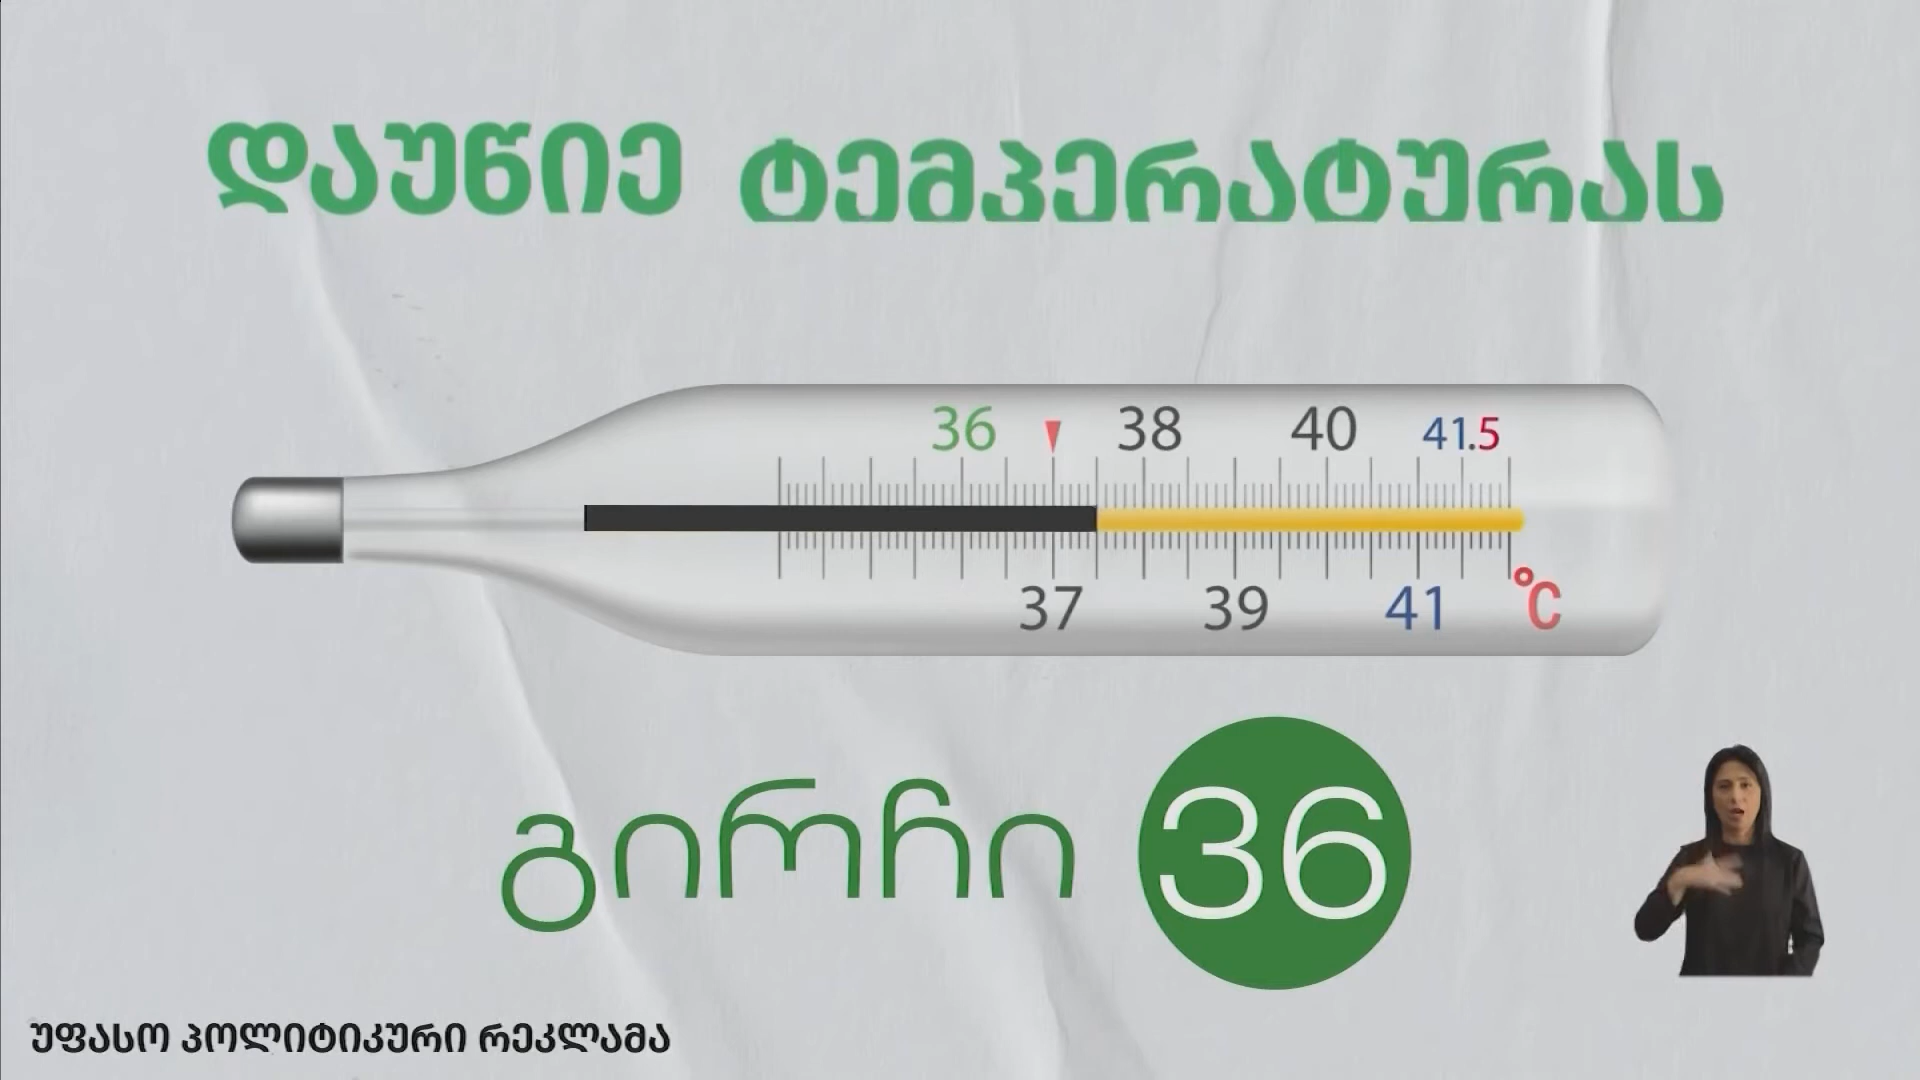 დაუწიე ტემპერატურას
36 38 40 41.5
37 39 41 °C
გირჩი 36
უფასო პოლიტიკური რეკლამა